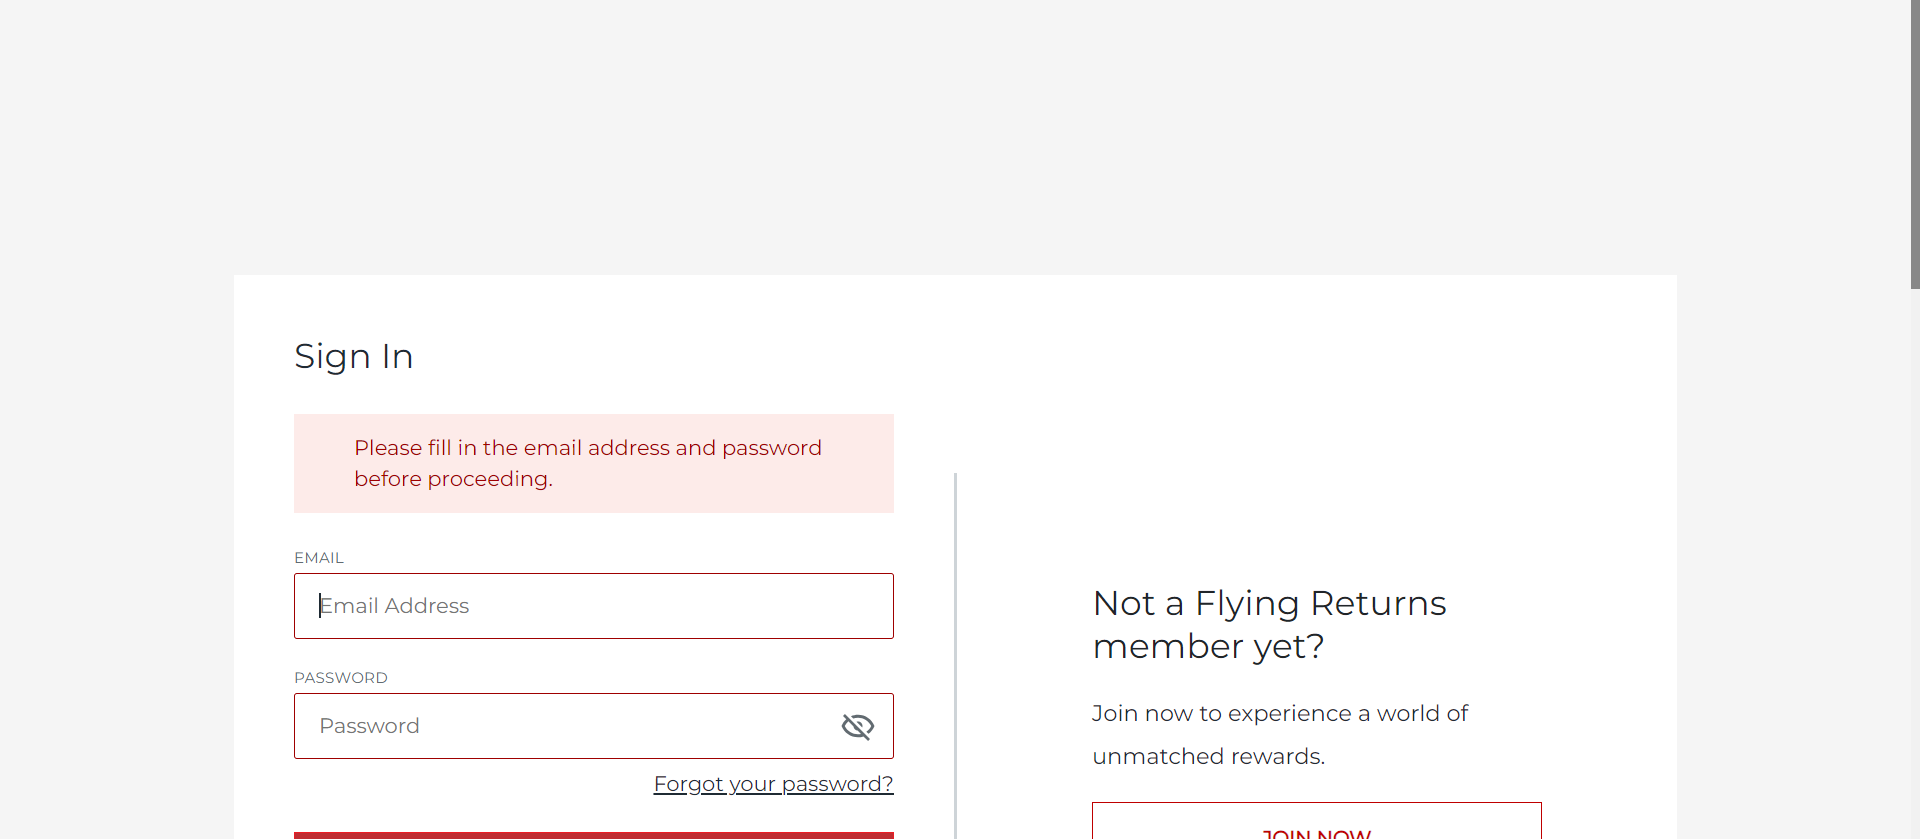 Sign In
Please fill in the email address and password
before proceeding.
EMAIL
Email Address
PASSWORD
Password
Forgot your password?
Not a Flying Returns
member yet?
Join now to experience a world of
unmatched rewards.
JOIN NOW